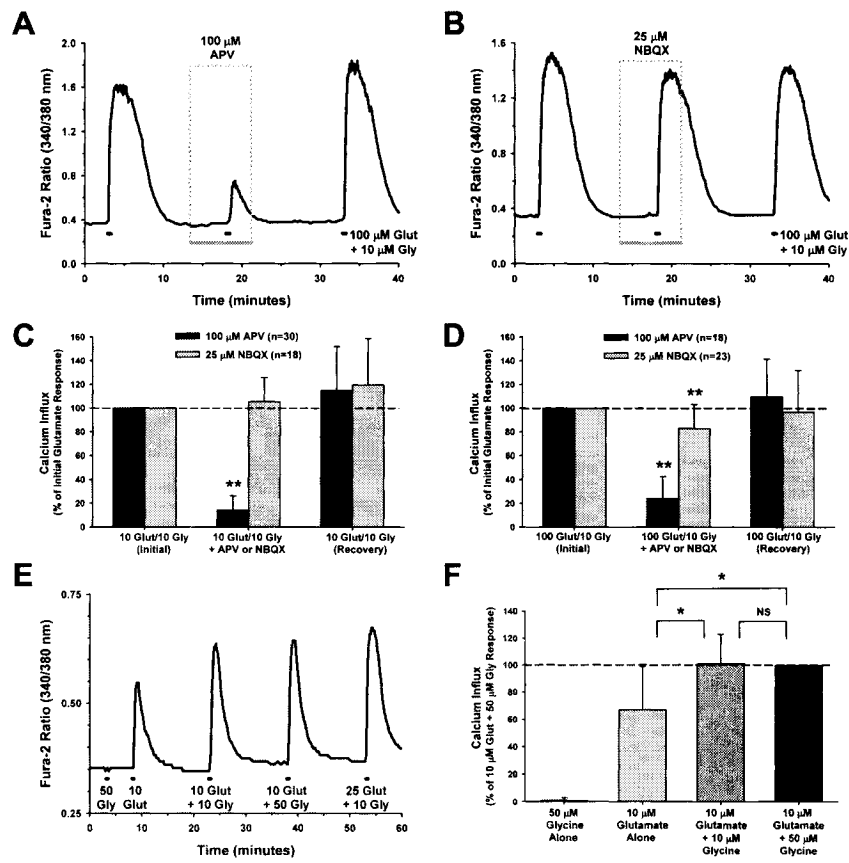 A
100 μM
APV
2.0
1.6
1.2
0.8
0.4
0.0
Fura-2 Ratio (340/380 nm)
100 μM Glut
+ 10 μM Gly
0
10
20
30
40
Time (minutes)
B
25 μM
NBQX
1.6
1.2
0.8
0.4
0.0
Fura-2 Ratio (340/380 nm)
100 μM Glut
+ 10 μM Gly
0
10
20
30
40
Time (minutes)
C
100 μM APV (n=30)
25 μM NBQX (n=18)
160
140
120
100
80
60
40
20
0
Calcium Influx
(% of Initial Glutamate Response)
**
10 Glut/10 Gly
(Initial)
10 Glut/10 Gly
+ APV or NBQX
10 Glut/10 Gly
(Recovery)
D
100 μM APV (n=18)
25 μM NBQX (n=23)
160
140
120
100
80
60
40
20
0
Calcium Influx
(% of Initial Glutamate Response)
**
**
100 Glut/10 Gly
(Initial)
100 Glut/10 Gly
+ APV or NBQX
100 Glut/10 Gly
(Recovery)
E
0.75
0.50
0.25
Fura-2 Ratio (340/380 nm)
50
Gly
10
Glut
10 Glut
+ 10 Gly
10 Glut
+ 50 Gly
25 Glut
+ 10 Gly
0
10
20
30
40
50
60
Time (minutes)
F
*
*
NS
140
120
100
80
60
40
20
0
Calcium Influx
(% of 10 μM Glut + 50 μM Gly Response)
50 μM
Glycine
Alone
10 μM
Glutamate
Alone
10 μM
Glutamate
+ 10 μM
Glycine
10 μM
Glutamate
+ 50 μM
Glycine